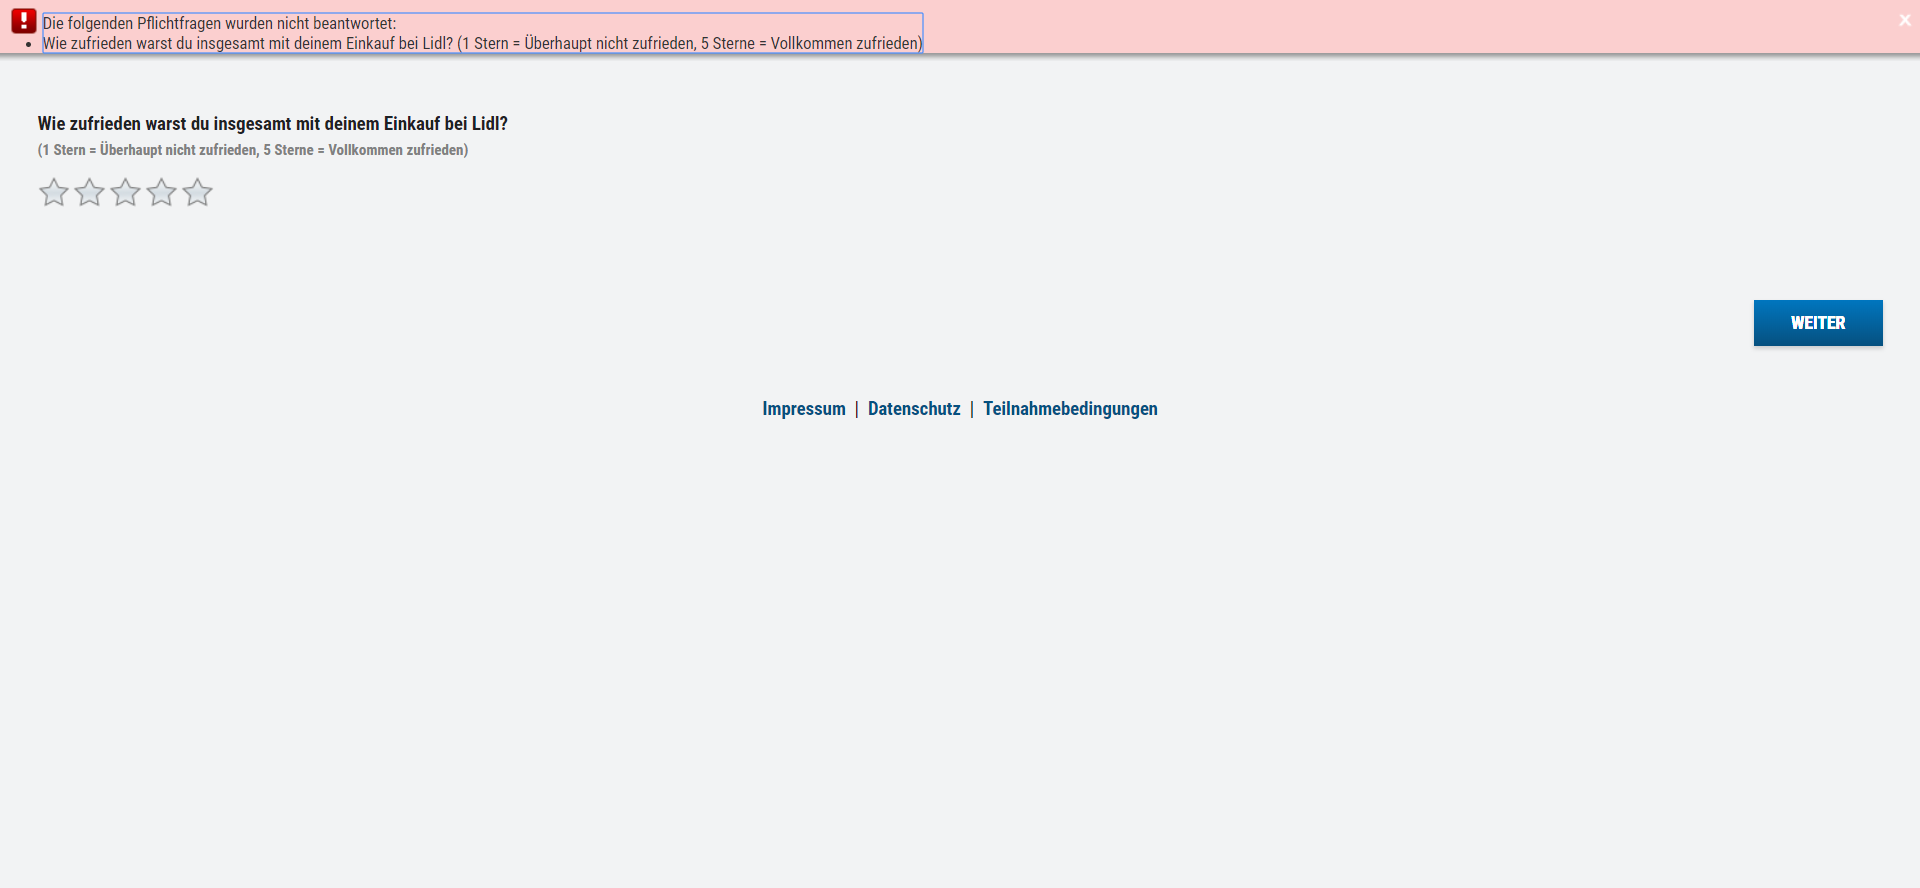 Die folgenden Pflichtfragen wurden nicht beantwortet:
• Wie zufrieden warst du insgesamt mit deinem Einkauf bei Lidl? (1 Stern = Überhaupt nicht zufrieden, 5 Sterne = Vollkommen zufrieden)
x
Wie zufrieden warst du insgesamt mit deinem Einkauf bei Lidl?
(1 Stern = Überhaupt nicht zufrieden, 5 Sterne = Vollkommen zufrieden)
WEITER
Impressum | Datenschutz | Teilnahmebedingungen